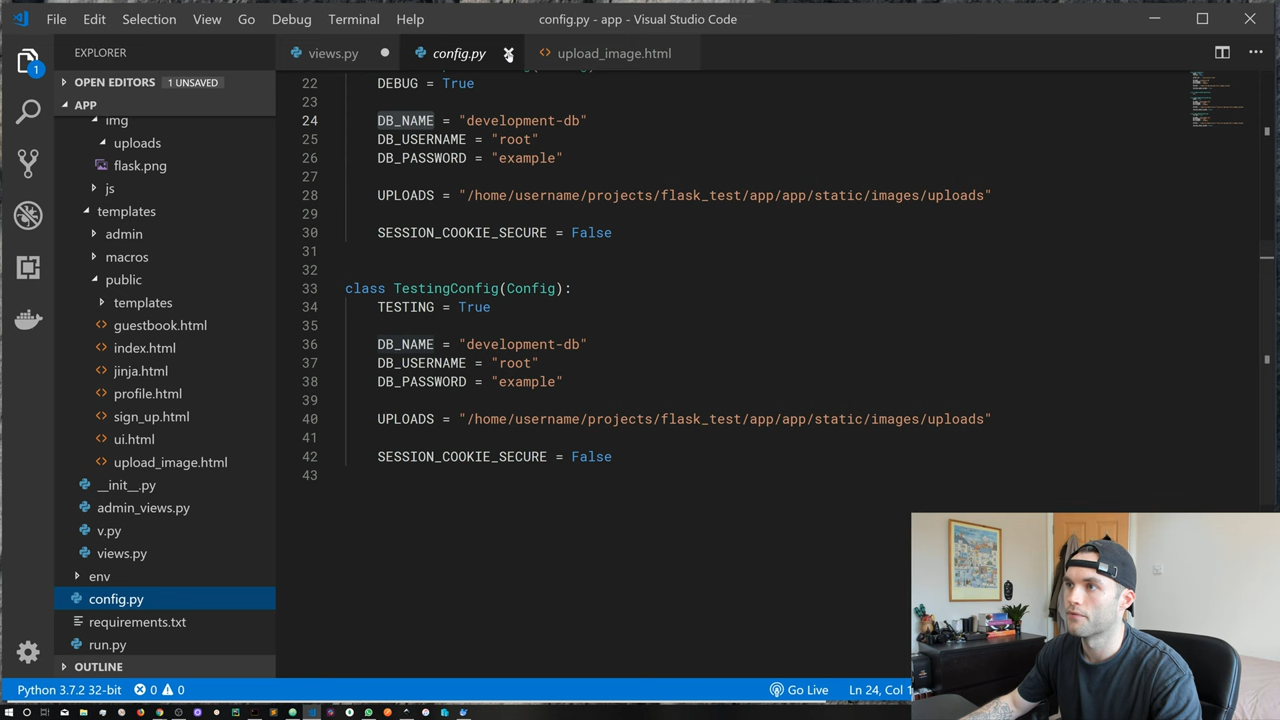 File Edit Selection View Go Debug Terminal Help config.py - app - Visual Studio Code
EXPLORER
views.py config.py upload_image.html
1
OPEN EDITORS 1 UNSAVED
APP
img
uploads
flask.png
js
templates
admin
macros
public
templates
guestbook.html
index.html
jinja.html
profile.html
sign_up.html
ui.html
upload_image.html
__init__.py
admin_views.py
v.py
views.py
env
config.py
requirements.txt
run.py
OUTLINE
22 DEBUG = True
23
24 DB_NAME = "development-db"
25 DB_USERNAME = "root"
26 DB_PASSWORD = "example"
27
28 UPLOADS = "/home/username/projects/flask_test/app/app/static/images/uploads"
29
30 SESSION_COOKIE_SECURE = False
31
32
33 class TestingConfig(Config):
34 TESTING = True
35
36 DB_NAME = "development-db"
37 DB_USERNAME = "root"
38 DB_PASSWORD = "example"
39
40 UPLOADS = "/home/username/projects/flask_test/app/app/static/images/uploads"
41
42 SESSION_COOKIE_SECURE = False
43
Python 3.7.2 32-bit 0 0 Go Live Ln 24, Col 1